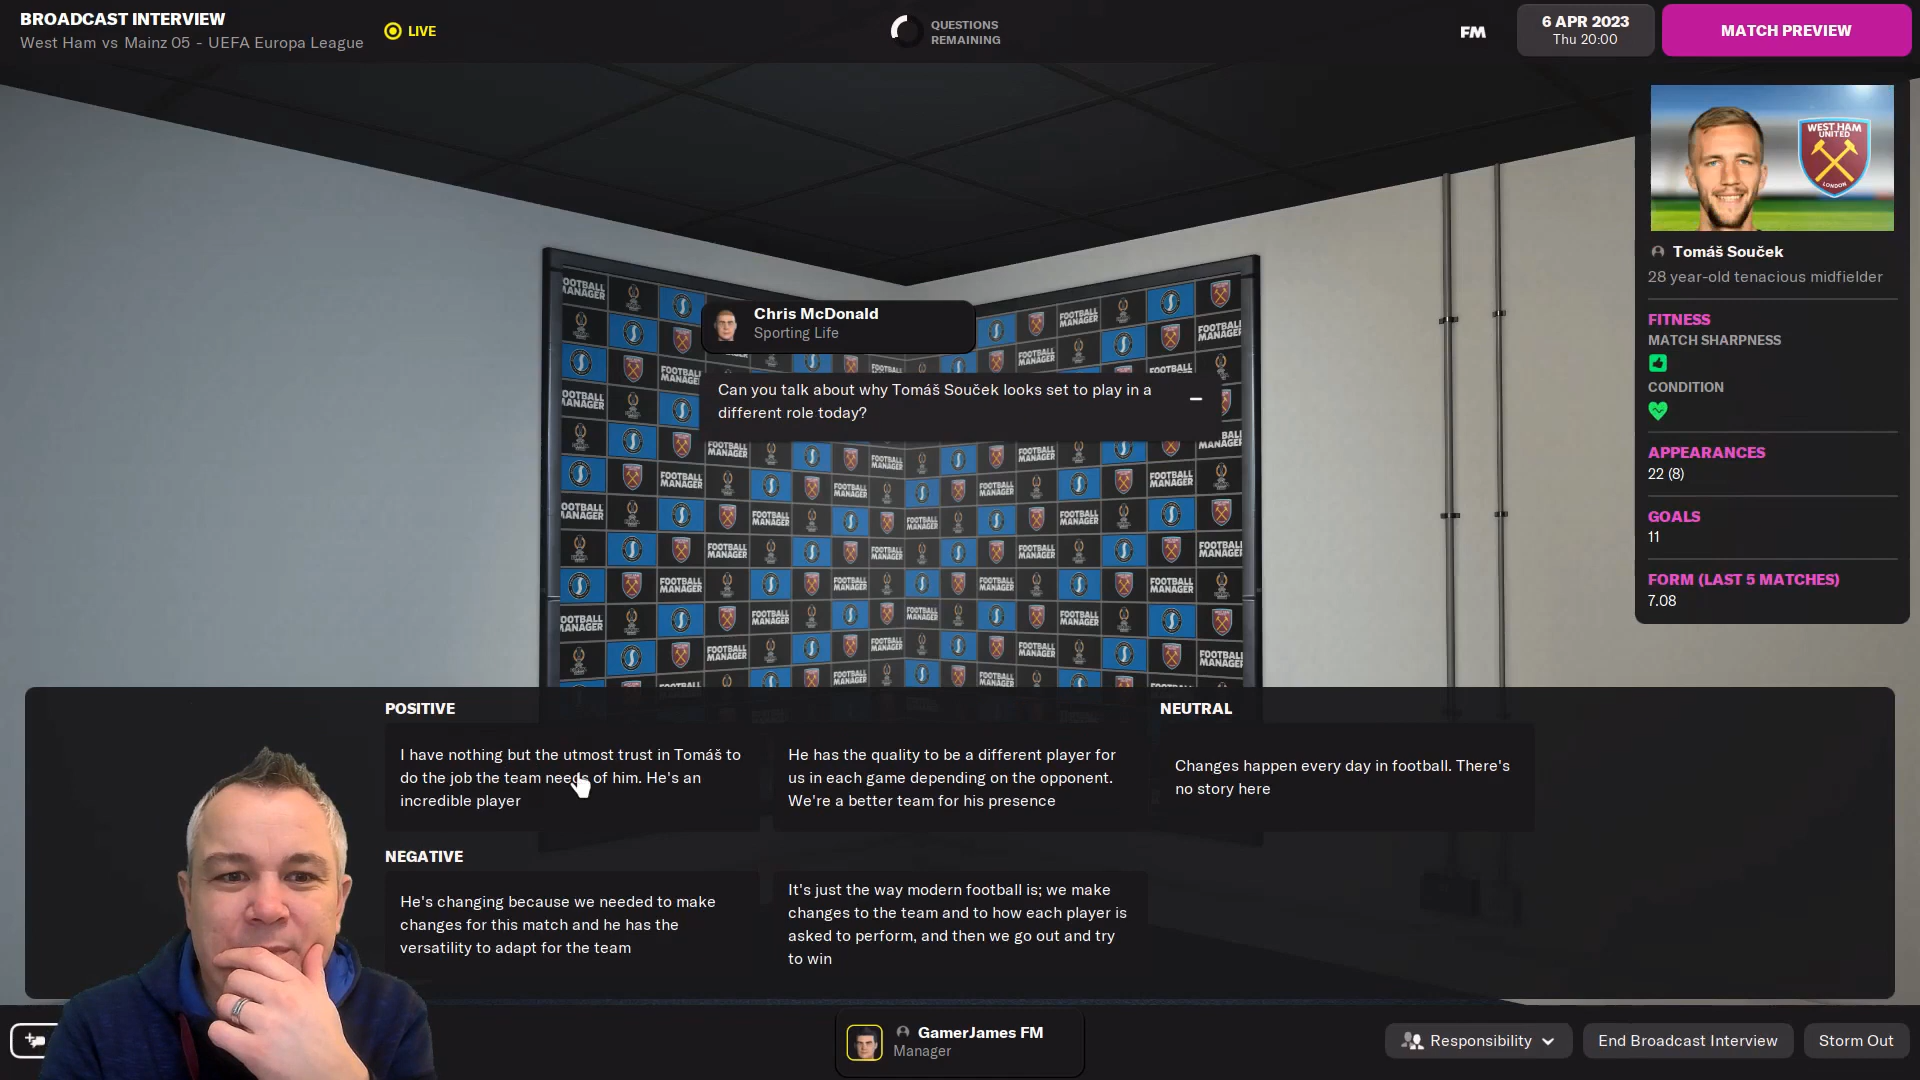 BROADCAST INTERVIEW
West Ham vs Mainz 05 - UEFA Europa League
LIVE
QUESTIONS
REMAINING
FM
6 APR 2023
Thu 20:00
MATCH PREVIEW
WEST HAM
UNITED
LONDON
Tomáš Souček
28 year-old tenacious midfielder
FITNESS
MATCH SHARPNESS
CONDITION
APPEARANCES
22 (8)
GOALS
11
FORM (LAST 5 MATCHES)
7.08
FOOTBALL
MANAGER
Chris McDonald
Sporting Life
Can you talk about why Tomáš Souček looks set to play in a
different role today?
POSITIVE
I have nothing but the utmost trust in Tomáš to
do the job the team needs of him. He's an
incredible player
He has the quality to be a different player for
us in each game depending on the opponent.
We're a better team for his presence
NEUTRAL
Changes happen every day in football. There's
no story here
NEGATIVE
He's changing because we needed to make
changes for this match and he has the
versatility to adapt for the team
It's just the way modern football is; we make
changes to the team and to how each player is
asked to perform, and then we go out and try
to win
GamerJames FM
Manager
Responsibility
End Broadcast Interview
Storm Out